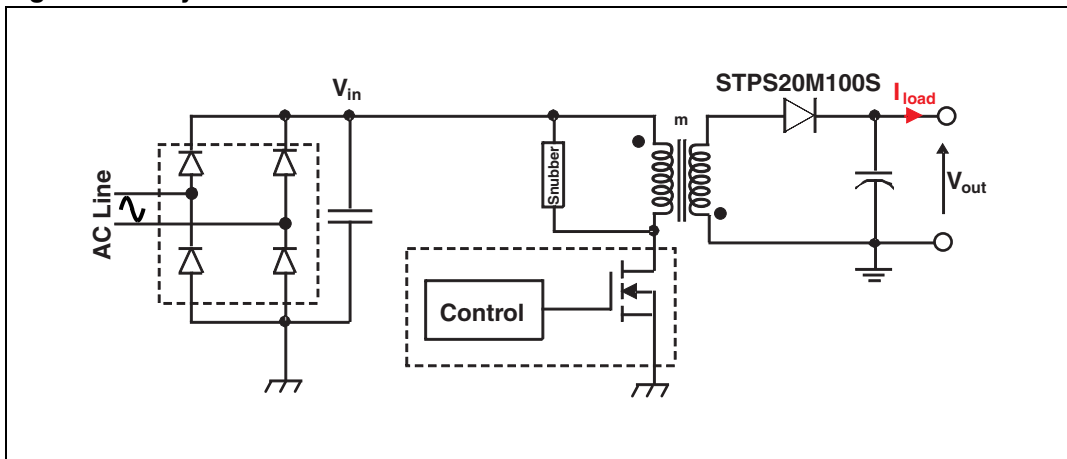 V_in
STPS20M100S
I_load
m
Snubber
AC Line
V_out
Control